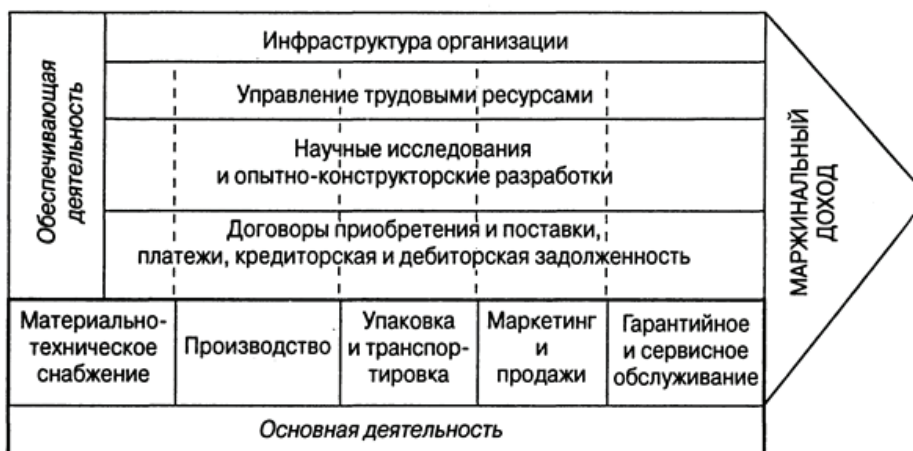 Обеспечивающая
деятельность
Инфраструктура организации
Управление трудовыми ресурсами
Научные исследования
и опытно-конструкторские разработки
Договоры приобретения и поставки,
платежи, кредиторская и дебиторская задолженность
МАРЖИНАЛЬНЫЙ
ДОХОД
Материально-
техническое
снабжение
Производство
Упаковка
и транспор-
тировка
Маркетинг
и
продажи
Гарантийное
и сервисное
обслуживание
Основная деятельность